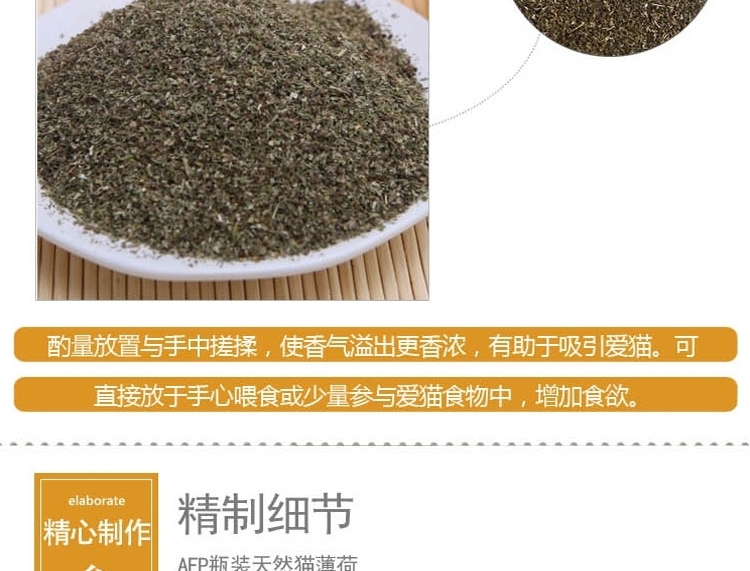 酌量放置与手中搓揉，使香气溢出更香浓，有助于吸引爱猫。可
直接放于手心喂食或少量参与爱猫食物中，增加食欲。
elaborate
精心制作
精制细节
AFP瓶装天然猫薄荷